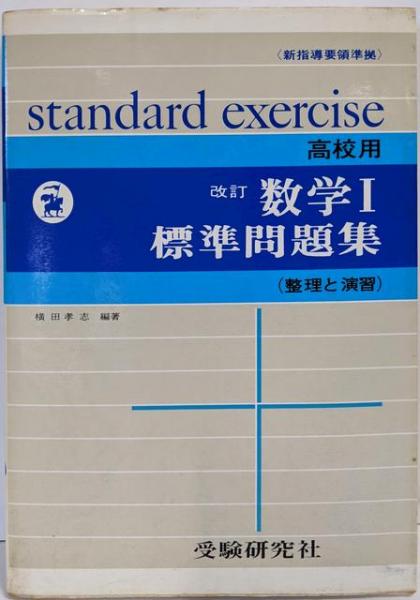 〈新指導要領準拠〉
standard exercise
高校用
改訂 数学I
標準問題集
(整理と演習)
横田孝志 編著
受験研究社